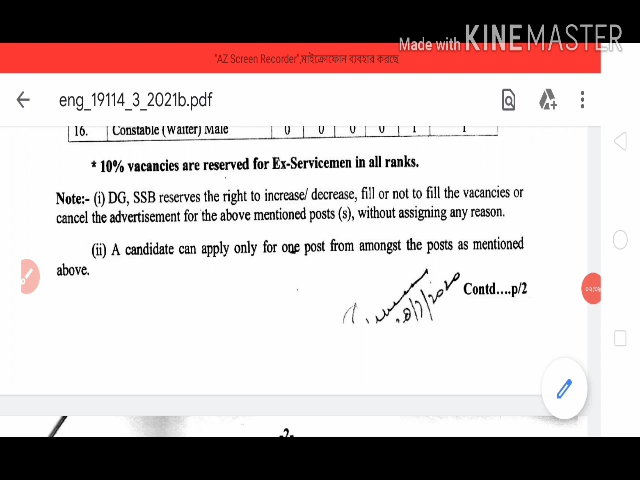 Made with KINEMASTER
"AZ Screen Recorder",মাইক্রোফোন ব্যবহার করছে
eng_19114_3_2021b.pdf
16. Constable (Waiter) Male 0 0 0 0 1 1
* 10% vacancies are reserved for Ex-Servicemen in all ranks.
Note:- (i) DG, SSB reserves the right to increase/ decrease, fill or not to fill the vacancies or
cancel the advertisement for the above mentioned posts (s), without assigning any reason.
(ii) A candidate can apply only for one post from amongst the posts as mentioned
above.
Contd....p/2
-2-